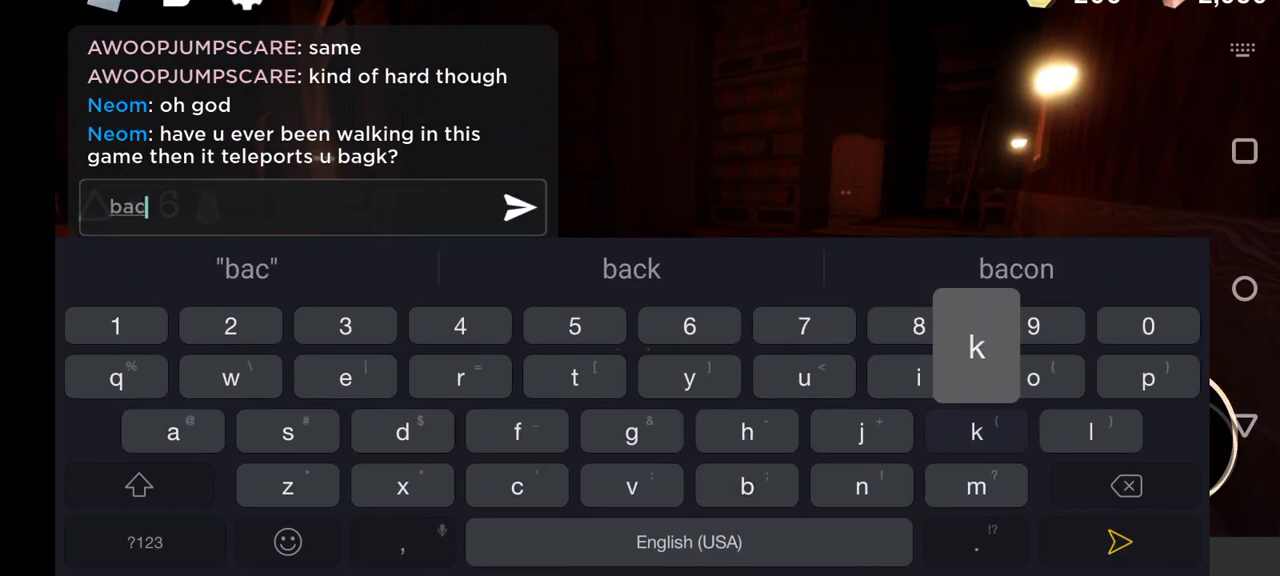 AWOOPJUMPSCARE: same
AWOOPJUMPSCARE: kind of hard though
Neom: oh god
Neom: have u ever been walking in this
game then it teleports u bagk?
bac
"bac" back bacon
1 2 3 4 5 6 7 8 9 0
k
q % w \ e | r = t [ y ] u < i o { p }
a @ s # d $ f _ g & h - j + k ( l )
z * x " c ' v : b ; n ! m ?
?123 , English (USA) . !?